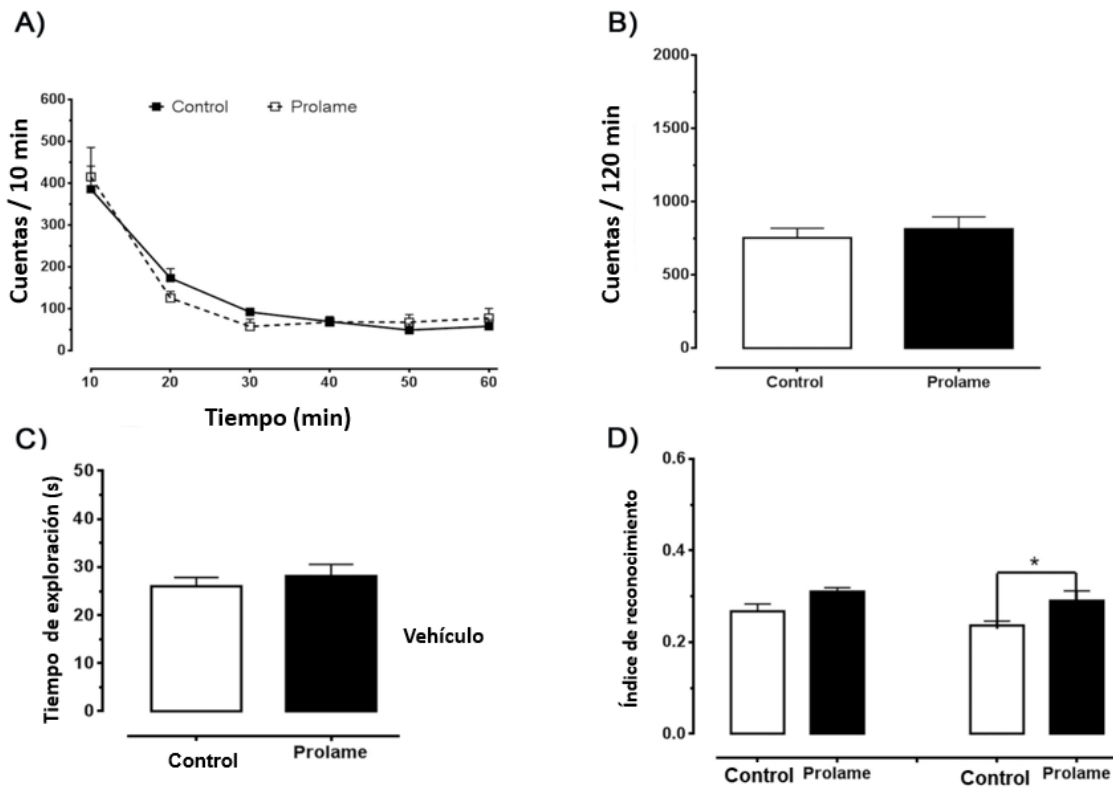 A)
Cuentas / 10 min
600
500
400
300
200
100
0
Control
Prolame
10 20 30 40 50 60
Tiempo (min)
B)
Cuentas / 120 min
2000
1500
1000
500
0
Control Prolame
C)
Tiempo de exploración (s)
50
40
30
20
10
0
Control Prolame
Vehículo
D)
Índice de reconocimiento
0.6
0.4
0.2
0.0
*
Control Prolame Control Prolame